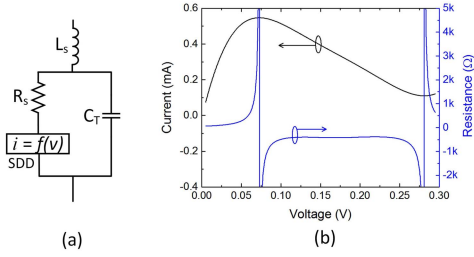 (a)
L_S
R_S
C_T
i = f(v)
SDD
(b)
Current (mA)
0.6
0.4
0.2
0.0
-0.2
-0.4
0.00 0.05 0.10 0.15 0.20 0.25 0.30
Voltage (V)
5k
4k
3k
2k
1k
0
-1k
-2k
Resistance (Ω)